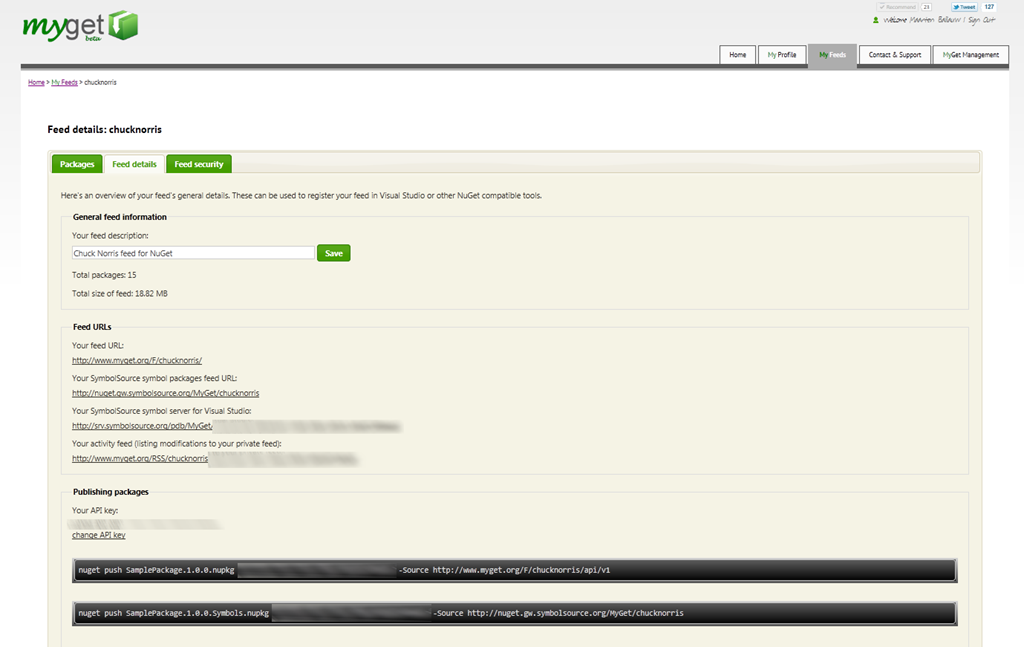 myget
beta
Recommend 23 Tweet 127
Welcome Maarten Balliauw | Sign Out
Home My Profile My Feeds Contact & Support MyGet Management
Home > My Feeds > chucknorris
Feed details: chucknorris
Packages Feed details Feed security
Here's an overview of your feed's general details. These can be used to register your feed in Visual Studio or other NuGet compatible tools.
General feed information
Your feed description:
Chuck Norris feed for NuGet Save
Total packages: 15
Total size of feed: 18.82 MB
Feed URLs
Your feed URL:
http://www.myget.org/F/chucknorris/
Your SymbolSource symbol packages feed URL:
http://nuget.gw.symbolsource.org/MyGet/chucknorris
Your SymbolSource symbol server for Visual Studio:
http://srv.symbolsource.org/pdb/MyGet/
Your activity feed (listing modifications to your private feed):
http://www.myget.org/RSS/chucknorris
Publishing packages
Your API key:
change API key
nuget push SamplePackage.1.0.0.nupkg -Source http://www.myget.org/F/chucknorris/api/v1
nuget push SamplePackage.1.0.0.Symbols.nupkg -Source http://nuget.gw.symbolsource.org/MyGet/chucknorris